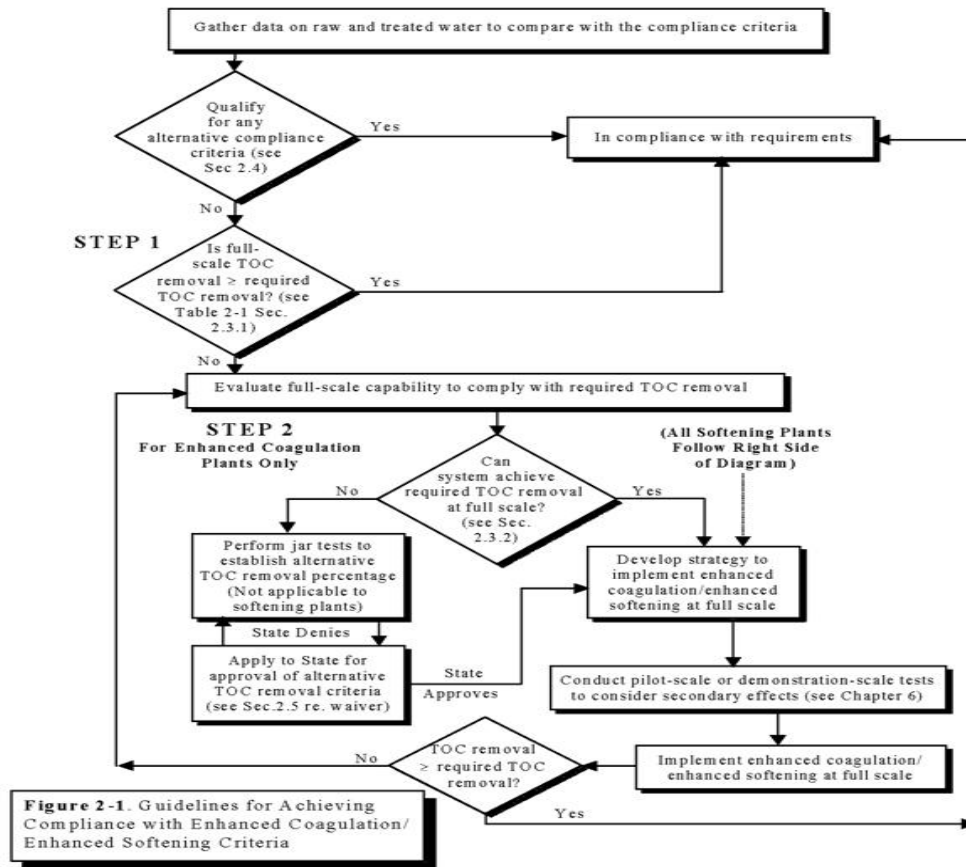 Gather data on raw and treated water to compare with the compliance criteria
Qualify
for any
alternative compliance
criteria (see
Sec 2.4)
Yes
In compliance with requirements
No
STEP 1
Is full-
scale TOC
removal ≥ required
TOC removal? (see
Table 2-1 Sec.
2.3.1)
Yes
No
Evaluate full-scale capability to comply with required TOC removal
STEP 2
For Enhanced Coagulation
Plants Only
(All Softening Plants
Follow Right Side
of Diagram)
Can
system achieve
required TOC removal
at full scale?
(see Sec.
2.3.2)
No
Yes
Perform jar tests to
establish alternative
TOC removal percentage
(Not applicable to
softening plants)
Develop strategy to
implement enhanced
coagulation/enhanced
softening at full scale
State Denies
Apply to State for
approval of alternative
TOC removal criteria
(see Sec.2.5 re. waiver)
State
Approves
Conduct pilot-scale or demonstration-scale tests
to consider secondary effects (see Chapter 6)
Implement enhanced coagulation/
enhanced softening at full scale
TOC removal
≥ required TOC
removal?
No
Yes
Figure 2-1. Guidelines for Achieving
Compliance with Enhanced Coagulation/
Enhanced Softening Criteria